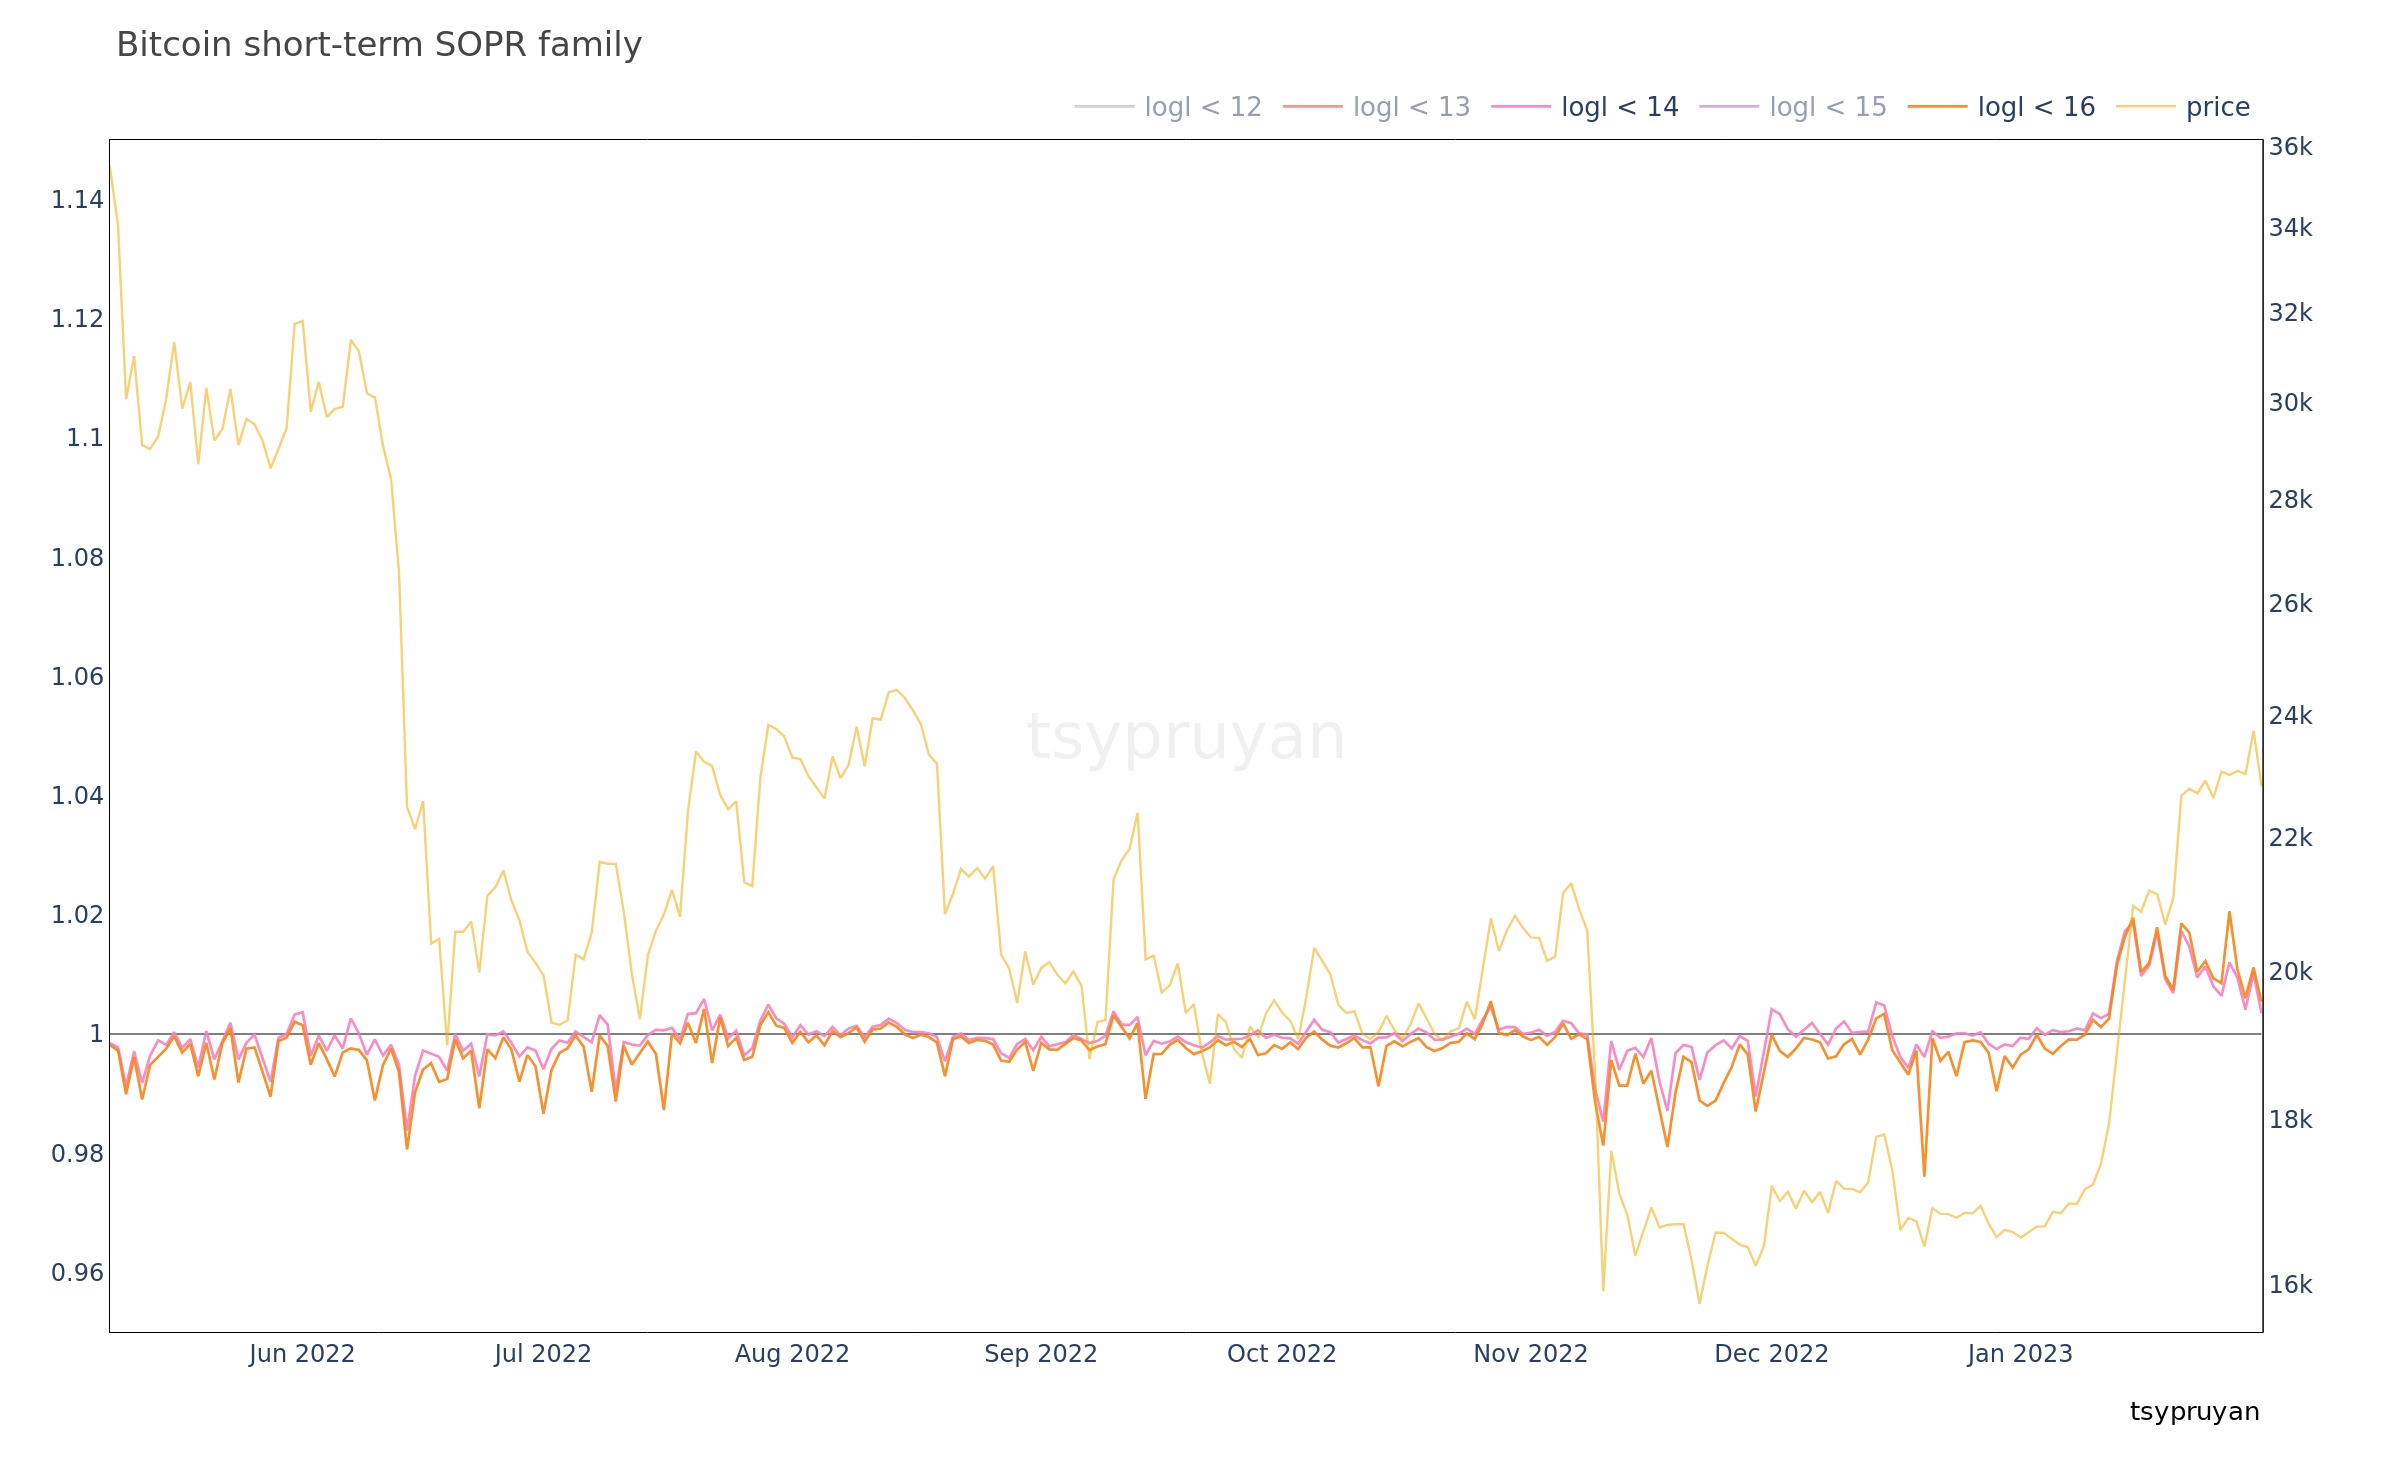 Bitcoin short-term SOPR family
logl < 12 logl < 13 logl < 14 logl < 15 logl < 16 price
1.14
1.12
1.1
1.08
1.06
1.04
1.02
1
0.98
0.96
36k
34k
32k
30k
28k
26k
24k
22k
20k
18k
16k
tsypruyan
Jun 2022 Jul 2022 Aug 2022 Sep 2022 Oct 2022 Nov 2022 Dec 2022 Jan 2023
tsypruyan